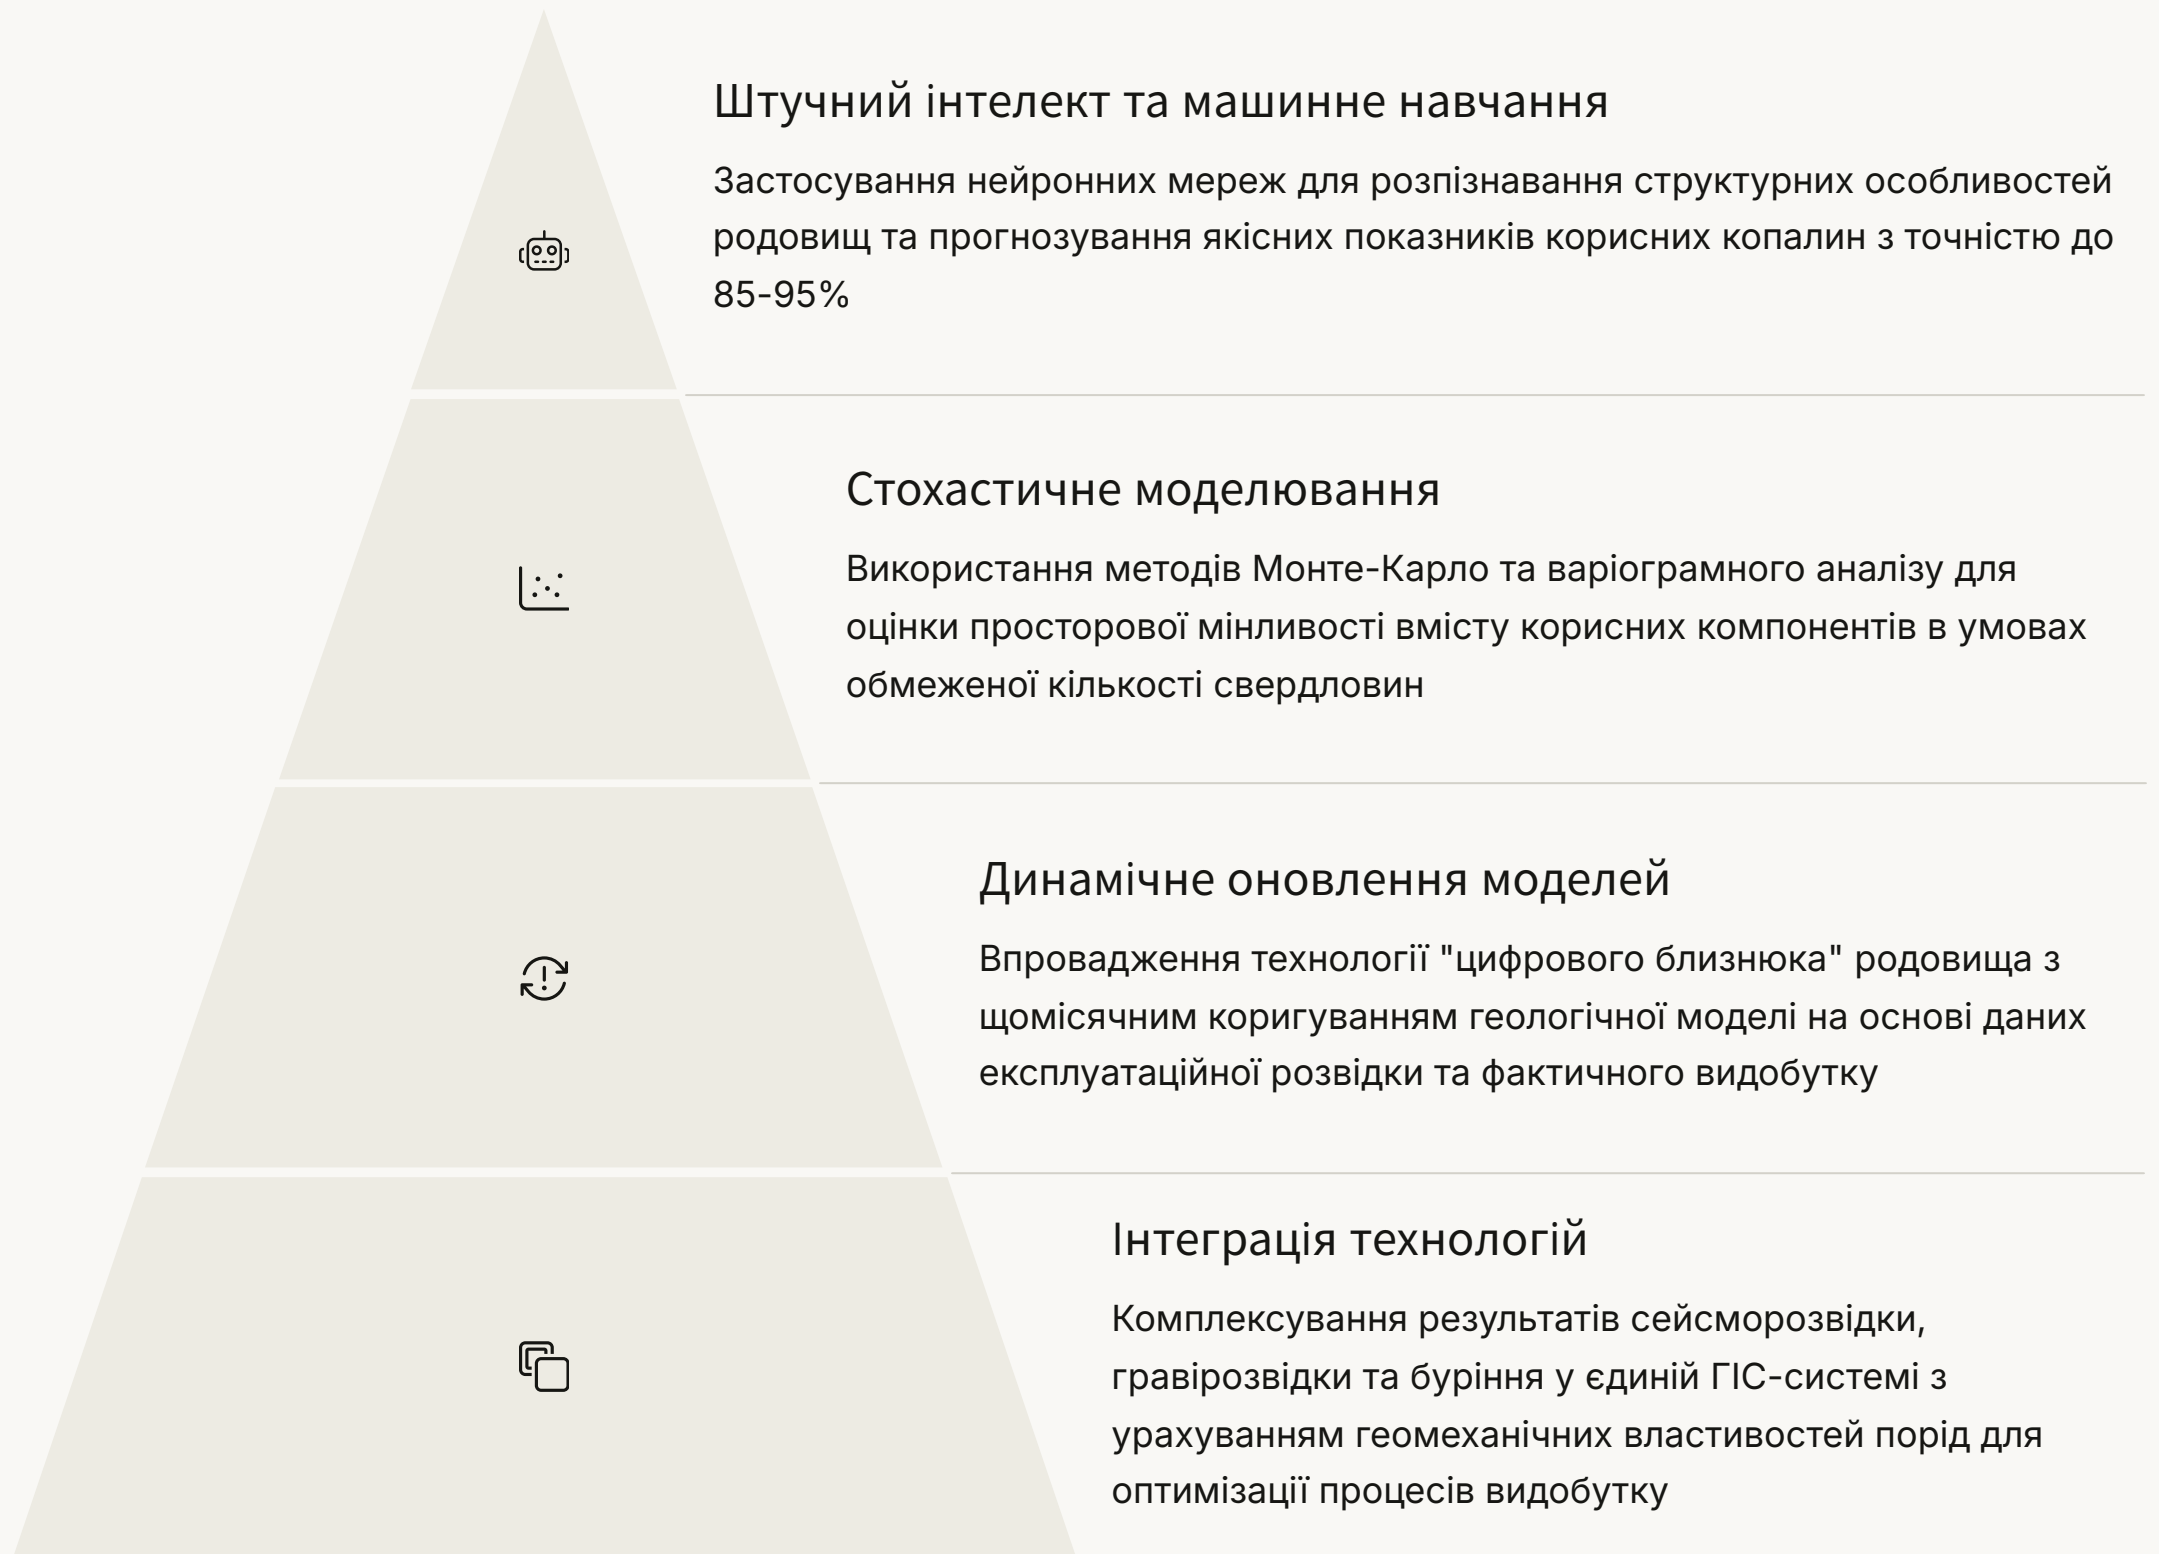 Штучний інтелект та машинне навчання
Застосування нейронних мереж для розпізнавання структурних особливостей
родовищ та прогнозування якісних показників корисних копалин з точністю до
85-95%
Стохастичне моделювання
Використання методів Монте-Карло та варіограмного аналізу для
оцінки просторової мінливості вмісту корисних компонентів в умовах
обмеженої кількості свердловин
Динамічне оновлення моделей
Впровадження технології "цифрового близнюка" родовища з
щомісячним коригуванням геологічної моделі на основі даних
експлуатаційної розвідки та фактичного видобутку
Інтеграція технологій
Комплексування результатів сейсморозвідки,
гравірозвідки та буріння у єдиній ГІС-системі з
урахуванням геомеханічних властивостей порід для
оптимізації процесів видобутку